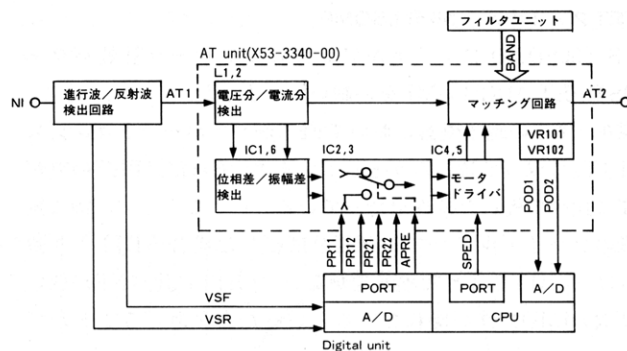 フィルタユニット
AT unit(X53-3340-00)
BAND
L1,2
NI
進行波／反射波
検出回路
AT1
電圧分／電流分
検出
マッチング回路
AT2
VR101
VR102
IC1,6
IC2,3
IC4,5
位相差／振幅差
検出
モータ
ドライバ
POD1
POD2
PR11
PR12
PR21
PR22
APRE
SPED
PORT
PORT
A／D
VSF
A／D
CPU
VSR
Digital unit